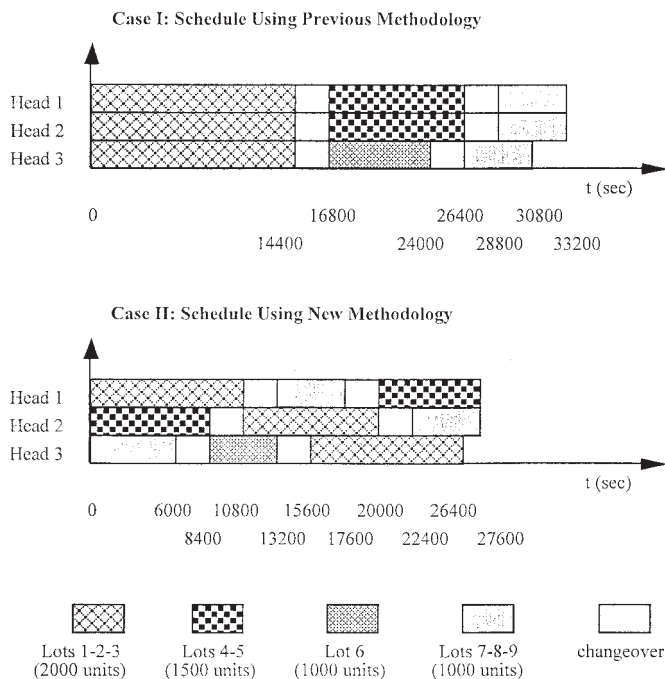 Case I: Schedule Using Previous Methodology
Head 1
Head 2
Head 3
t (sec)
0 16800 26400 30800
14400 24000 28800 33200
Case II: Schedule Using New Methodology
Head 1
Head 2
Head 3
t (sec)
0 6000 10800 15600 20000 26400
8400 13200 17600 22400 27600
Lots 1-2-3 Lots 4-5 Lot 6 Lots 7-8-9 changeover
(2000 units) (1500 units) (1000 units) (1000 units)